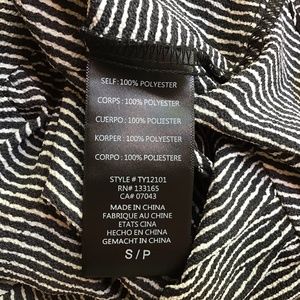 SELF: 100% POLYESTER
CORPS : 100% POLYESTER
CUERPO : 100% POLIESTER
KORPER : 100% POLYESTER
CORPO : 100% POLIESTERE
STYLE # TY12101
RN# 133165
CA# 07043
MADE IN CHINA
FABRIQUE AU CHINE
ETATS CINA
HECHO EN CHINA
GEMACHT IN CHINA
S / P